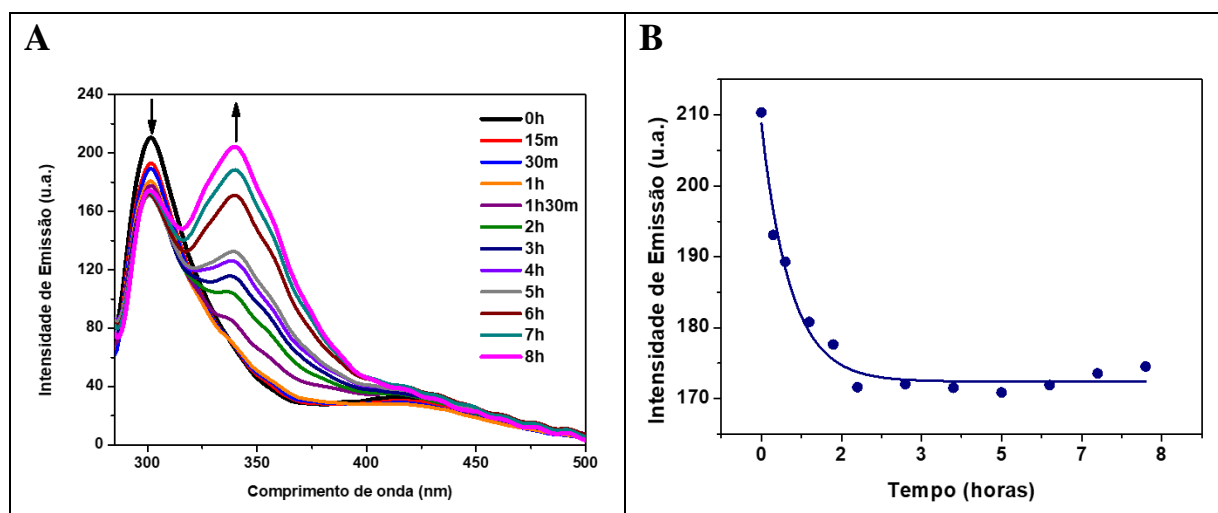 A
Intensidade de Emissão (u.a.)
240
200
160
120
80
40
0
300
350
400
450
500
Comprimento de onda (nm)
0h
15m
30m
1h
1h30m
2h
3h
4h
5h
6h
7h
8h
B
Intensidade de Emissão (u.a.)
210
200
190
180
170
0
2
3
5
7
8
Tempo (horas)